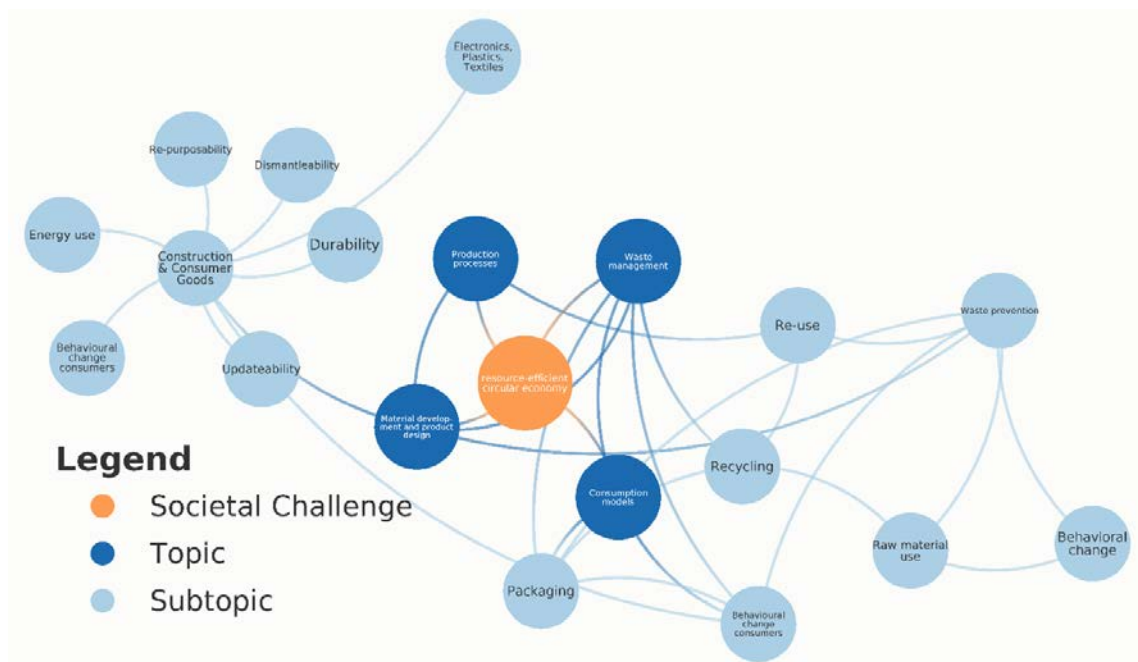 Electronics,
Plastics,
Textiles
Re-purposability
Dismantleability
Energy use
Durability
Construction
& Consumer
Goods
Production
processes
Waste
management
Waste prevention
Re-use
Behavioural
change
consumers
Updateability
resource-efficient
circular economy
Material develop-
ment and product
design
Legend
Societal Challenge
Topic
Subtopic
Recycling
Consumption
models
Raw material
use
Behavioral
change
Packaging
Behavioural
change
consumers